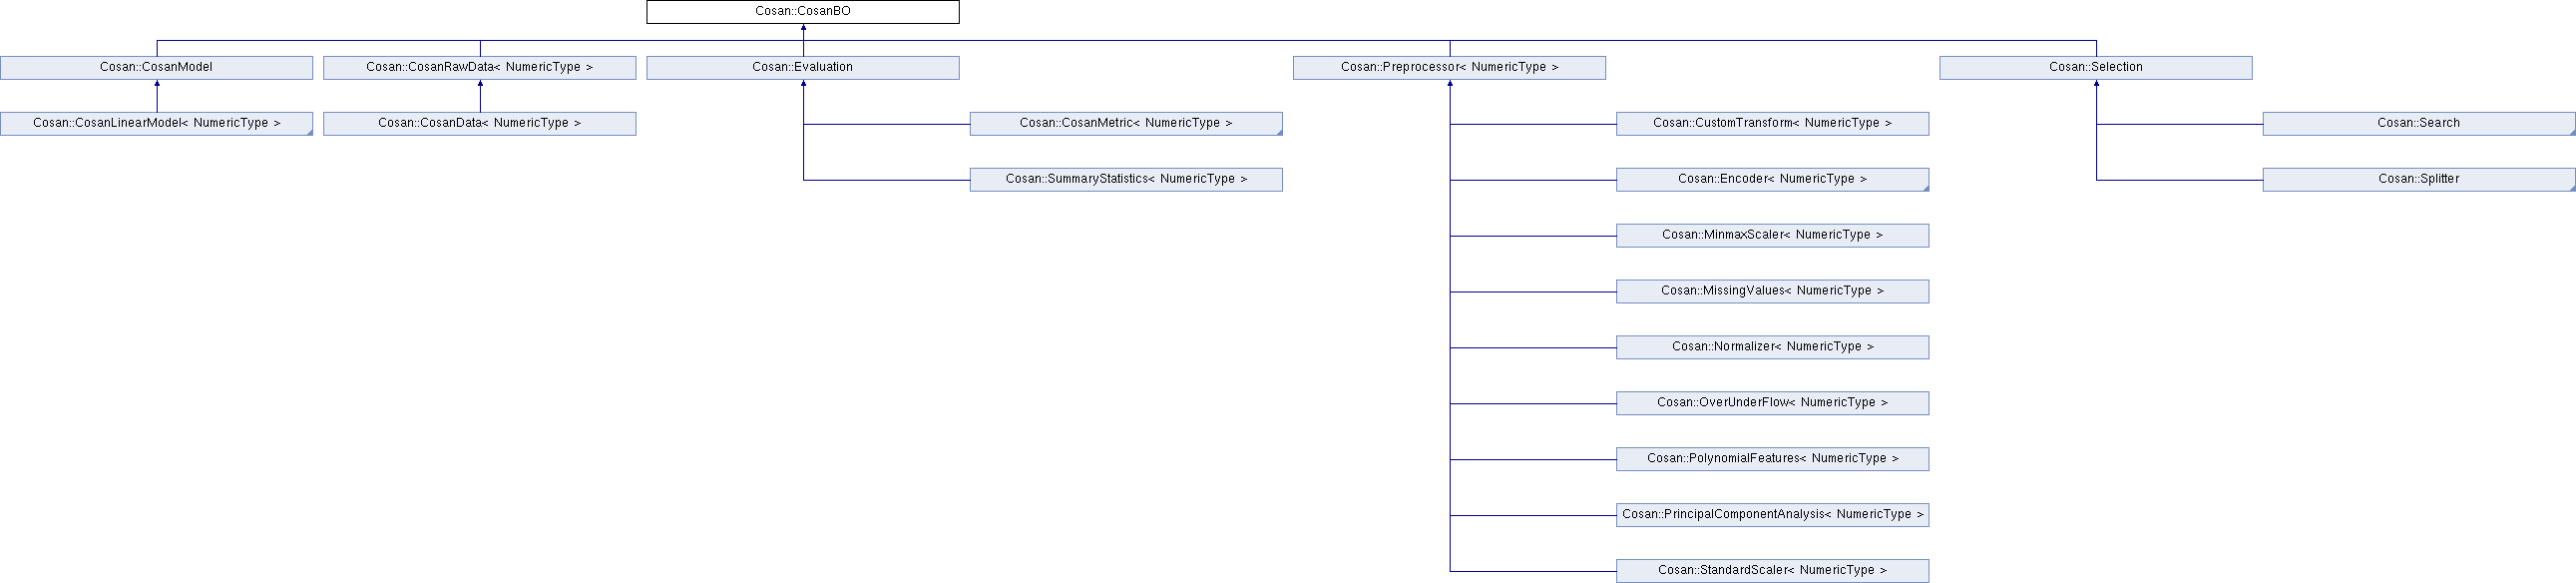 Cosan::CosanBO
Cosan::CosanModel
Cosan::CosanRawData< NumericType >
Cosan::Evaluation
Cosan::Preprocessor< NumericType >
Cosan::Selection
Cosan::CosanLinearModel< NumericType >
Cosan::CosanData< NumericType >
Cosan::CosanMetric< NumericType >
Cosan::CustomTransform< NumericType >
Cosan::Search
Cosan::SummaryStatistics< NumericType >
Cosan::Encoder< NumericType >
Cosan::Splitter
Cosan::MinmaxScaler< NumericType >
Cosan::MissingValues< NumericType >
Cosan::Normalizer< NumericType >
Cosan::OverUnderFlow< NumericType >
Cosan::PolynomialFeatures< NumericType >
Cosan::PrincipalComponentAnalysis< NumericType >
Cosan::StandardScaler< NumericType >